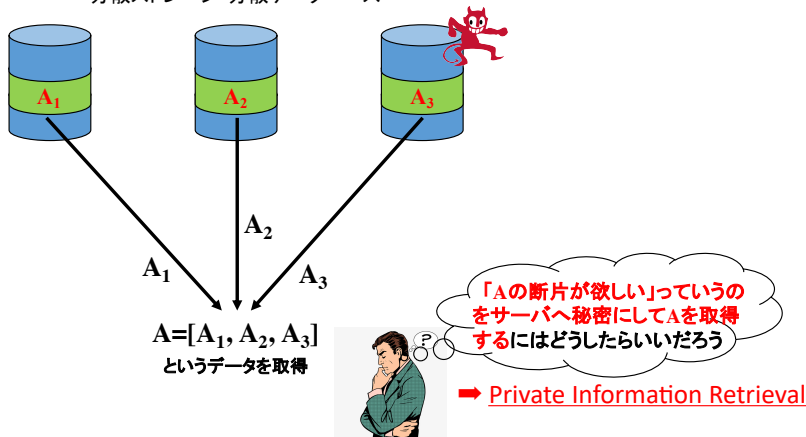 A₁
A₂
A₃
A₂
A₁
A₃
A=[A₁, A₂, A₃]
というデータを取得
「Aの断片が欲しい」っていうの
をサーバへ秘密にしてAを取得
するにはどうしたらいいだろう
?
➡ Private Information Retrieval